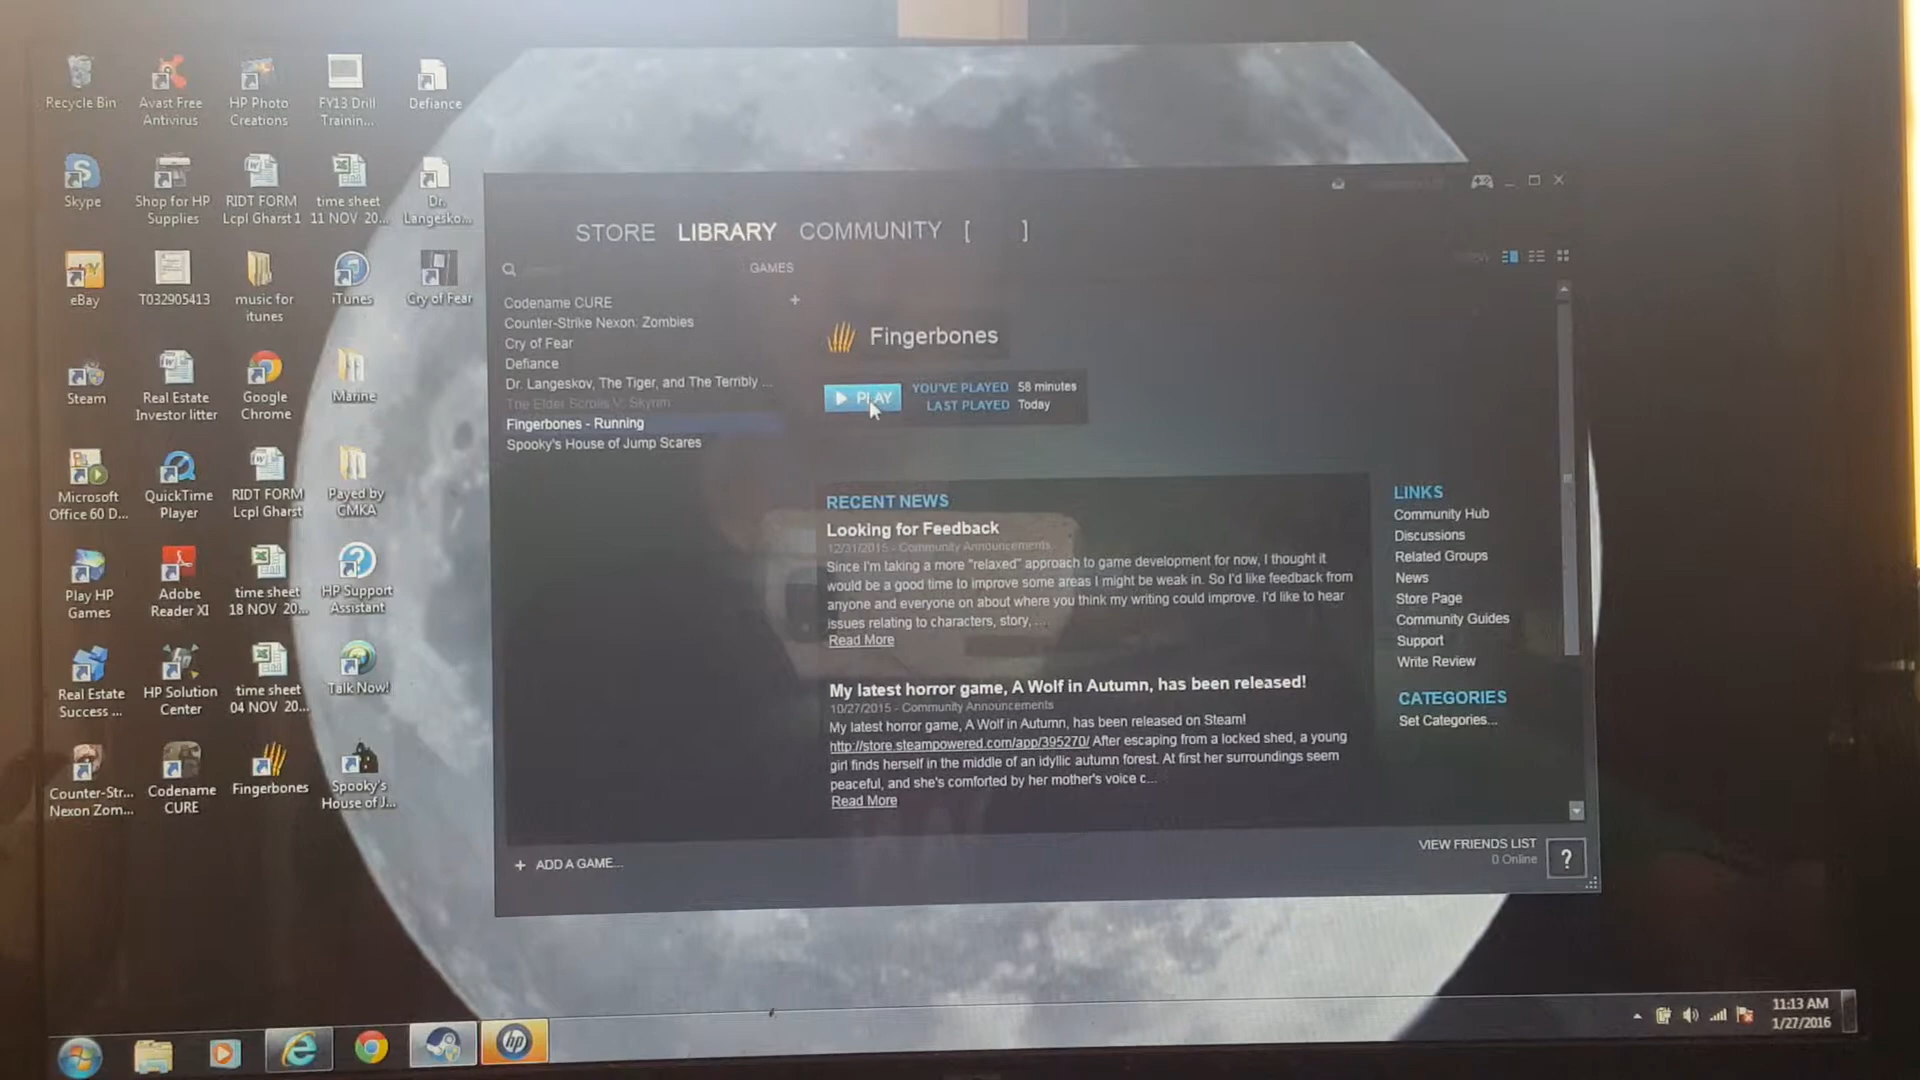 Recycle Bin
Avast Free
Antivirus
HP Photo
Creations
FY13 Drill
Trainin...
Defiance
Skype
Shop for HP
Supplies
RIDT FORM
Lcpl Gharst 1
time sheet
11 NOV 20...
Dr.
Langesko...
eBay
T032905413
music for
itunes
iTunes
Cry of Fear
Steam
Real Estate
Investor litter
Google
Chrome
Marine
Microsoft
Office 60 D...
QuickTime
Player
RIDT FORM
Lcpl Gharst
Payed by
CMKA
Play HP
Games
Adobe
Reader XI
time sheet
18 NOV 20...
HP Support
Assistant
Real Estate
Success ...
HP Solution
Center
time sheet
04 NOV 20...
Talk Now!
Counter-Str...
Nexon Zom...
Codename
CURE
Fingerbones
Spooky's
House of J...
STORE LIBRARY COMMUNITY [ ]
GAMES
Codename CURE
Counter-Strike Nexon: Zombies
Cry of Fear
Defiance
Dr. Langeskov, The Tiger, and The Terribly ...
The Elder Scrolls V: Skyrim
Fingerbones - Running
Spooky's House of Jump Scares
+ ADD A GAME...
Fingerbones
PLAY
YOU'VE PLAYED 58 minutes
LAST PLAYED Today
RECENT NEWS
Looking for Feedback
12/31/2015 - Community Announcements
Since I'm taking a more "relaxed" approach to game development for now, I thought it
would be a good time to improve some areas I might be weak in. So I'd like feedback from
anyone and everyone on about where you think my writing could improve. I'd like to hear
issues relating to characters, story, ...
Read More
My latest horror game, A Wolf in Autumn, has been released!
10/27/2015 - Community Announcements
My latest horror game, A Wolf in Autumn, has been released on Steam!
http://store.steampowered.com/app/395270/ After escaping from a locked shed, a young
girl finds herself in the middle of an idyllic autumn forest. At first her surroundings seem
peaceful, and she's comforted by her mother's voice c...
Read More
LINKS
Community Hub
Discussions
Related Groups
News
Store Page
Community Guides
Support
Write Review
CATEGORIES
Set Categories...
VIEW FRIENDS LIST
0 Online
?
hp
11:13 AM
1/27/2016